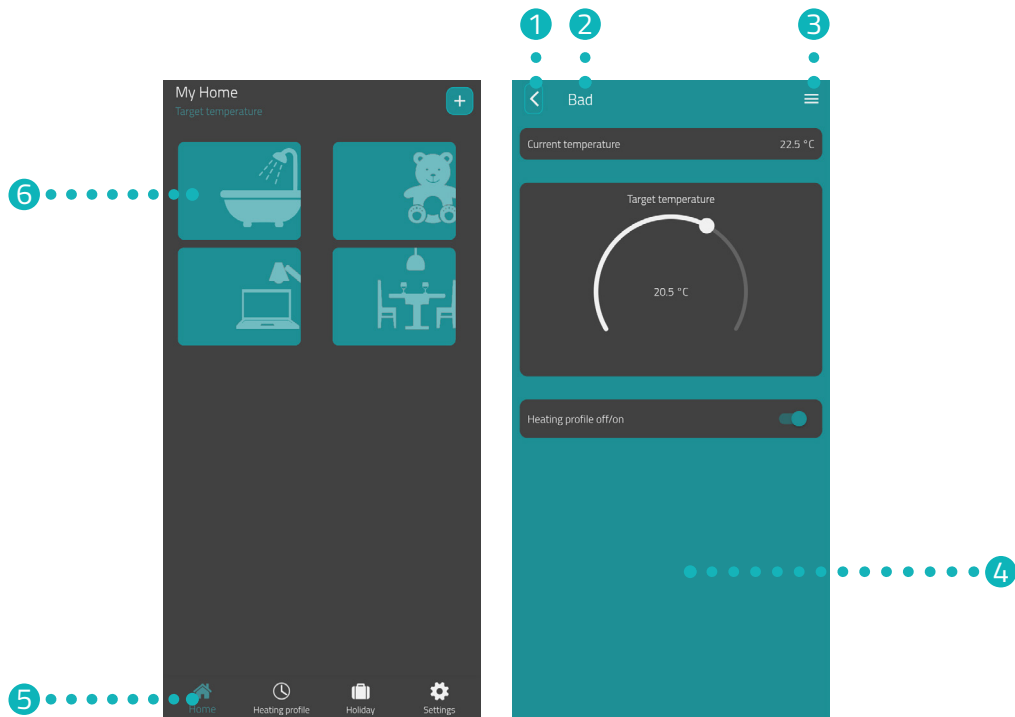 1 2 3
My Home
Target temperature
+
6
Home
Heating profile
Holiday
Settings
5
Bad
Current temperature 22.5 °C
Target temperature
20.5 °C
Heating profile off/on
4